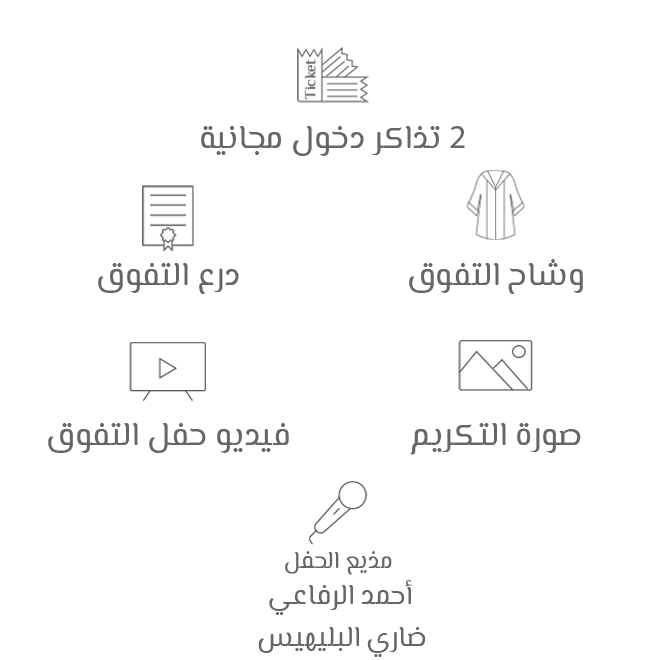 Ticket
2 تذاكر دخول مجانية
وشاح التفوق
درع التفوق
صورة التكريم
فيديو حفل التفوق
مذيع الحفل
أحمد الرفاعي
ضاري البليهيس